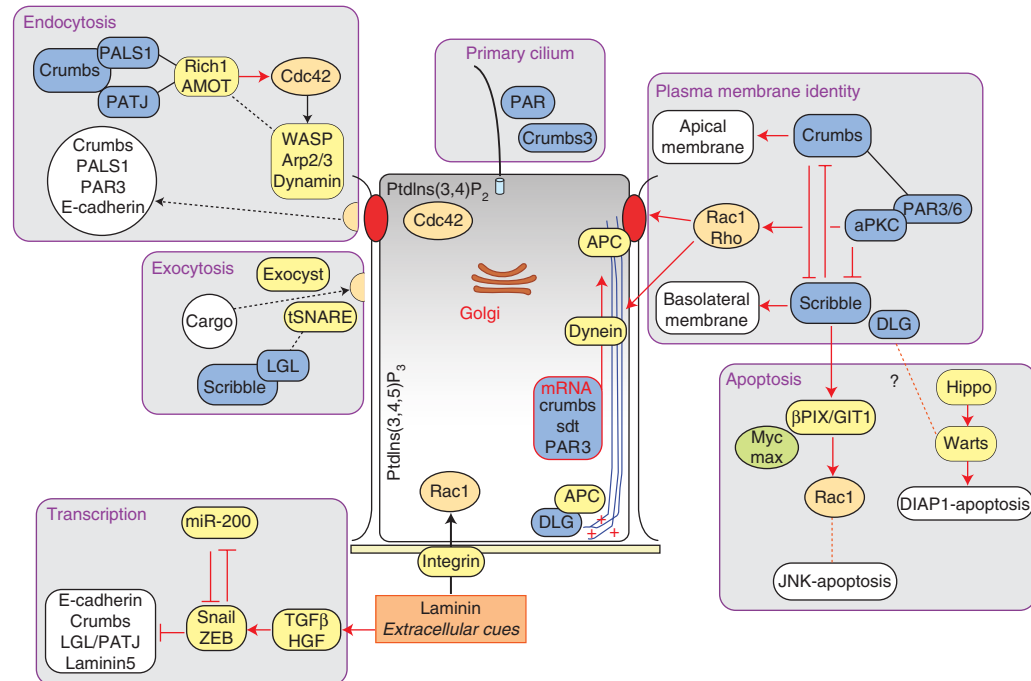 Endocytosis
PALS1
Crumbs
PATJ
Rich1
AMOT
Cdc42
WASP
Arp2/3
Dynamin
Crumbs
PALS1
PAR3
E-cadherin
Primary cilium
PAR
Crumbs3
Plasma membrane identity
Apical
membrane
Crumbs
PAR3/6
aPKC
Rac1
Rho
Basolateral
membrane
Scribble
DLG
Exocytosis
Exocyst
Cargo
tSNARE
LGL
Scribble
PtdIns(3,4)P2
Cdc42
APC
Golgi
Dynein
mRNA
crumbs
sdt
PAR3
PtdIns(3,4,5)P3
Rac1
APC
DLG
+
+
+
+
Integrin
Laminin
Extracellular cues
Apoptosis
?
Hippo
βPIX/GIT1
Myc
max
Warts
Rac1
DIAP1-apoptosis
JNK-apoptosis
Transcription
miR-200
E-cadherin
Crumbs
LGL/PATJ
Laminin5
Snail
ZEB
TGFβ
HGF